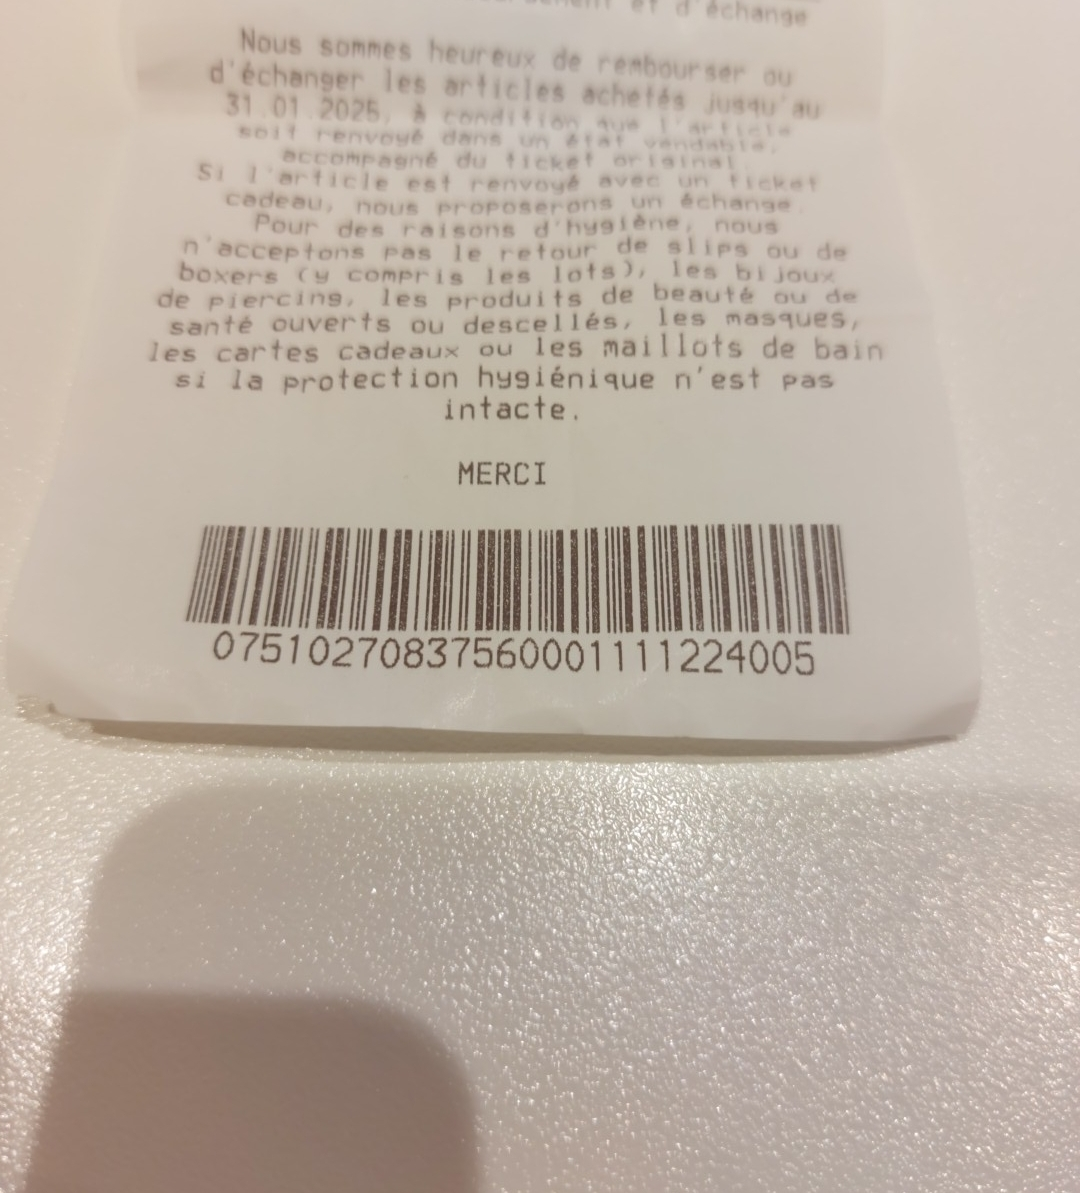 et d'échange
Nous sommes heureux de rembourser ou
d'échanger les articles achetés jusqu'au
31.01.2025, à condition que l'article
soit renvoyé dans un état vendable,
accompagné du ticket original.
Si l'article est renvoyé avec un ticket
cadeau, nous proposerons un échange.
Pour des raisons d'hygiène, nous
n'acceptons pas le retour de slips ou de
boxers (y compris les lots), les bijoux
de piercing, les produits de beauté ou de
santé ouverts ou descellés, les masques,
les cartes cadeaux ou les maillots de bain
si la protection hygiénique n'est pas
intacte.
MERCI
07510270837560001111224005